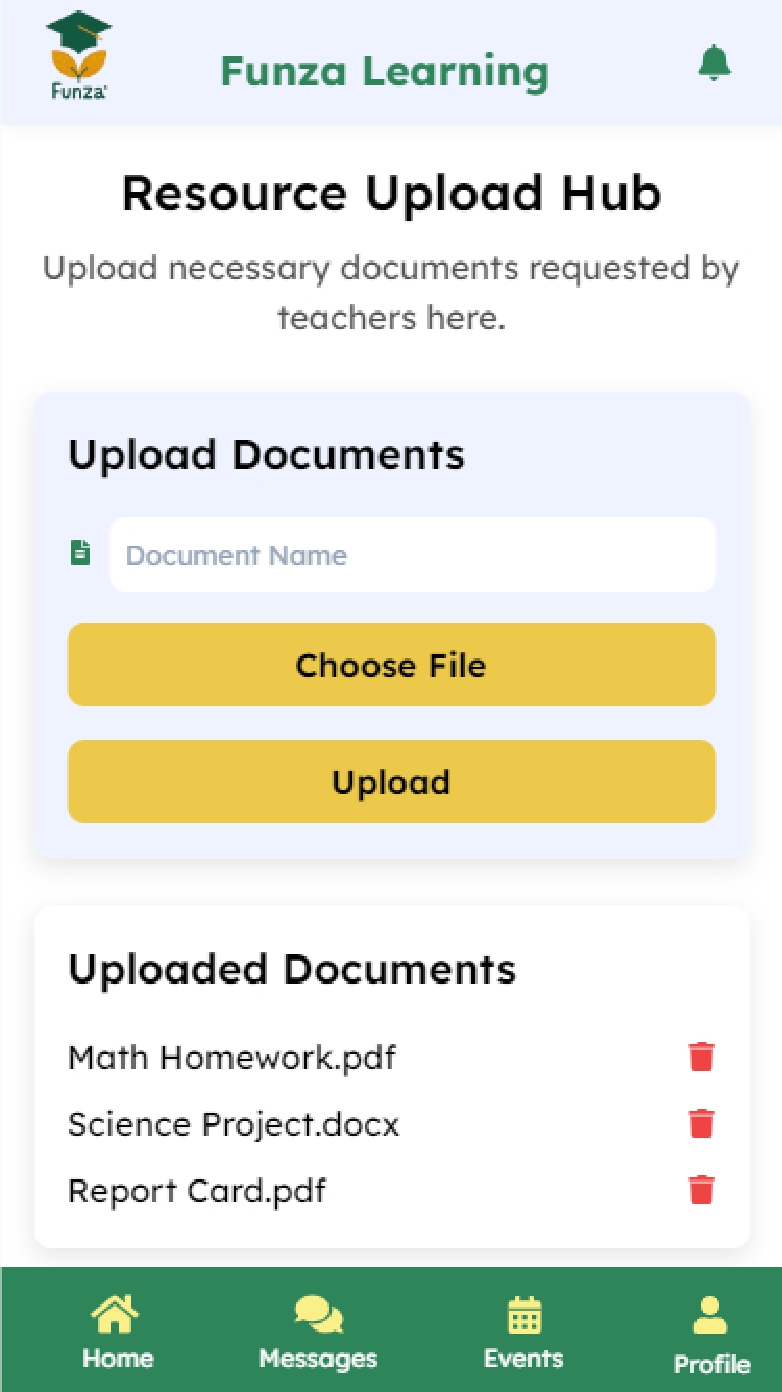 Funza'
Funza Learning
Resource Upload Hub
Upload necessary documents requested by
teachers here.
Upload Documents
Document Name
Choose File
Upload
Uploaded Documents
Math Homework.pdf
Science Project.docx
Report Card.pdf
Home
Messages
Events
Profile